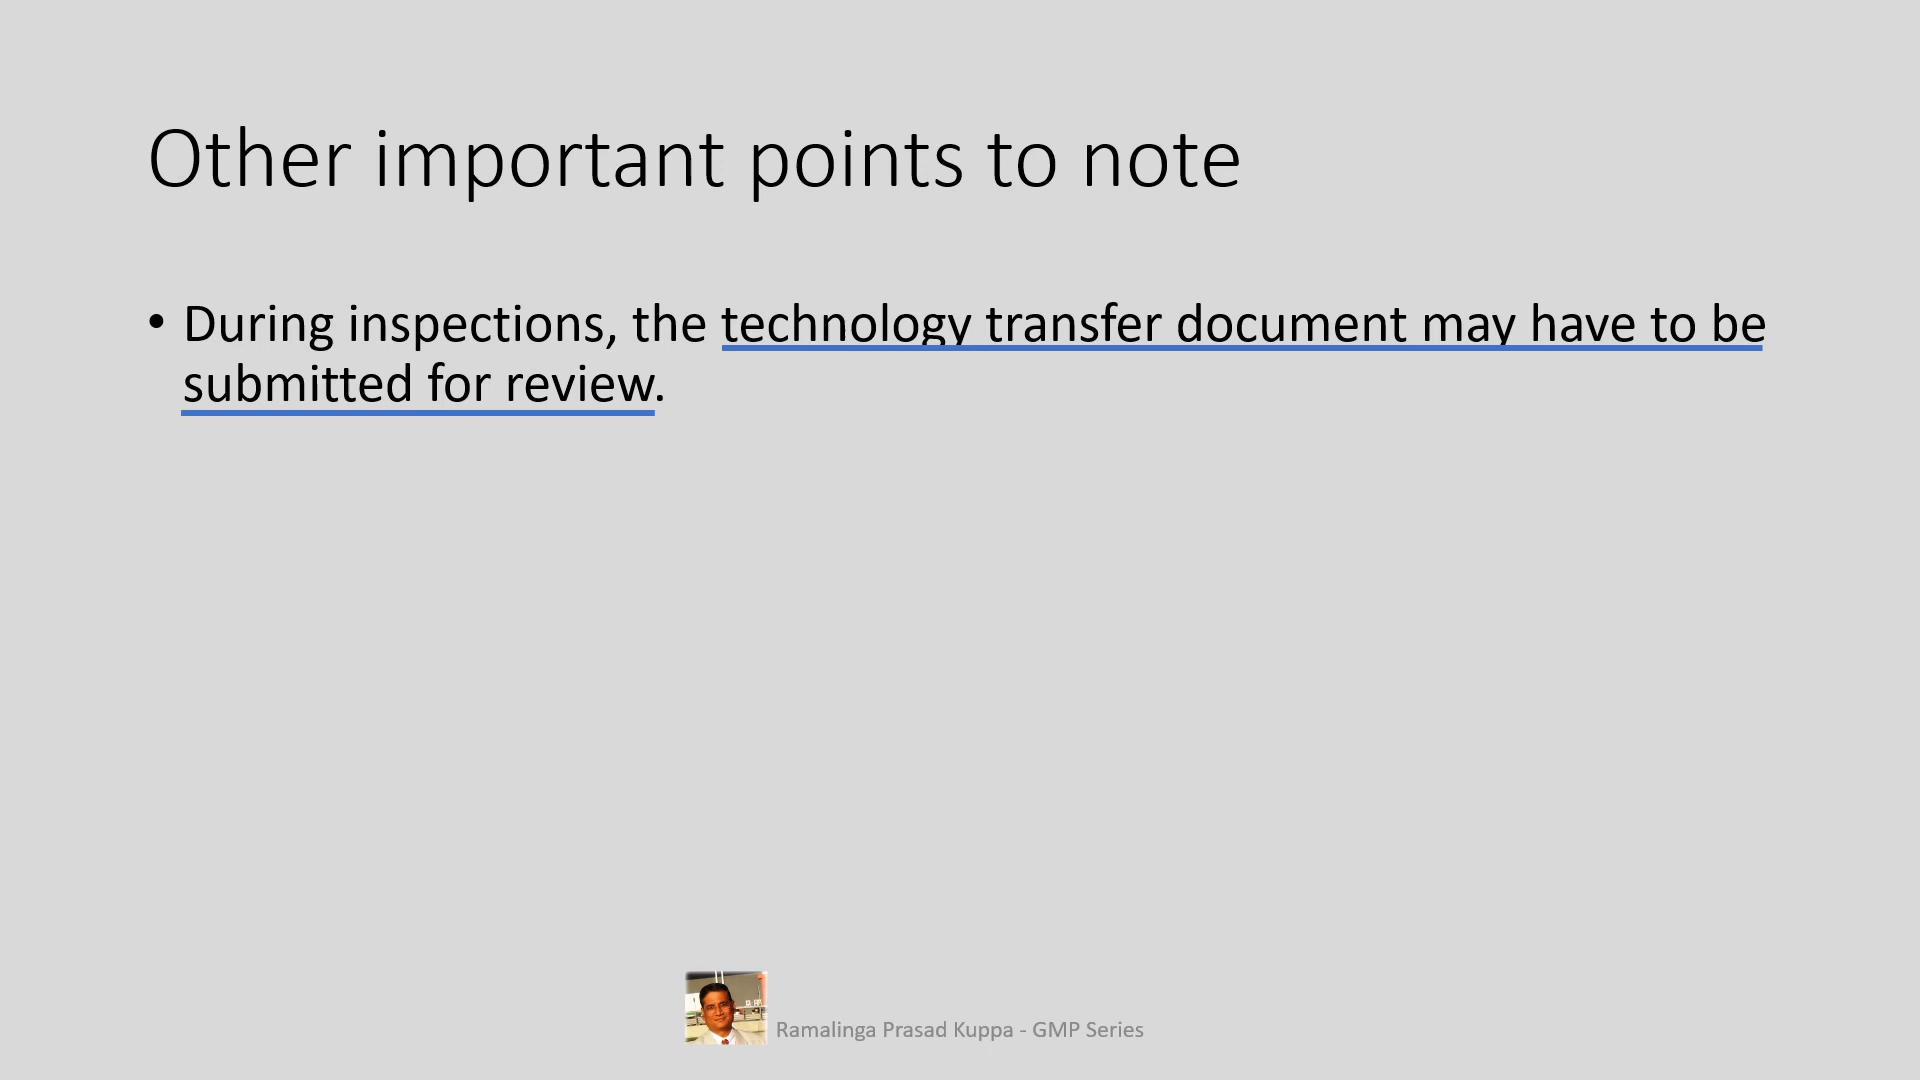 Other important points to note
• During inspections, the technology transfer document may have to be
submitted for review.
Ramalinga Prasad Kuppa - GMP Series